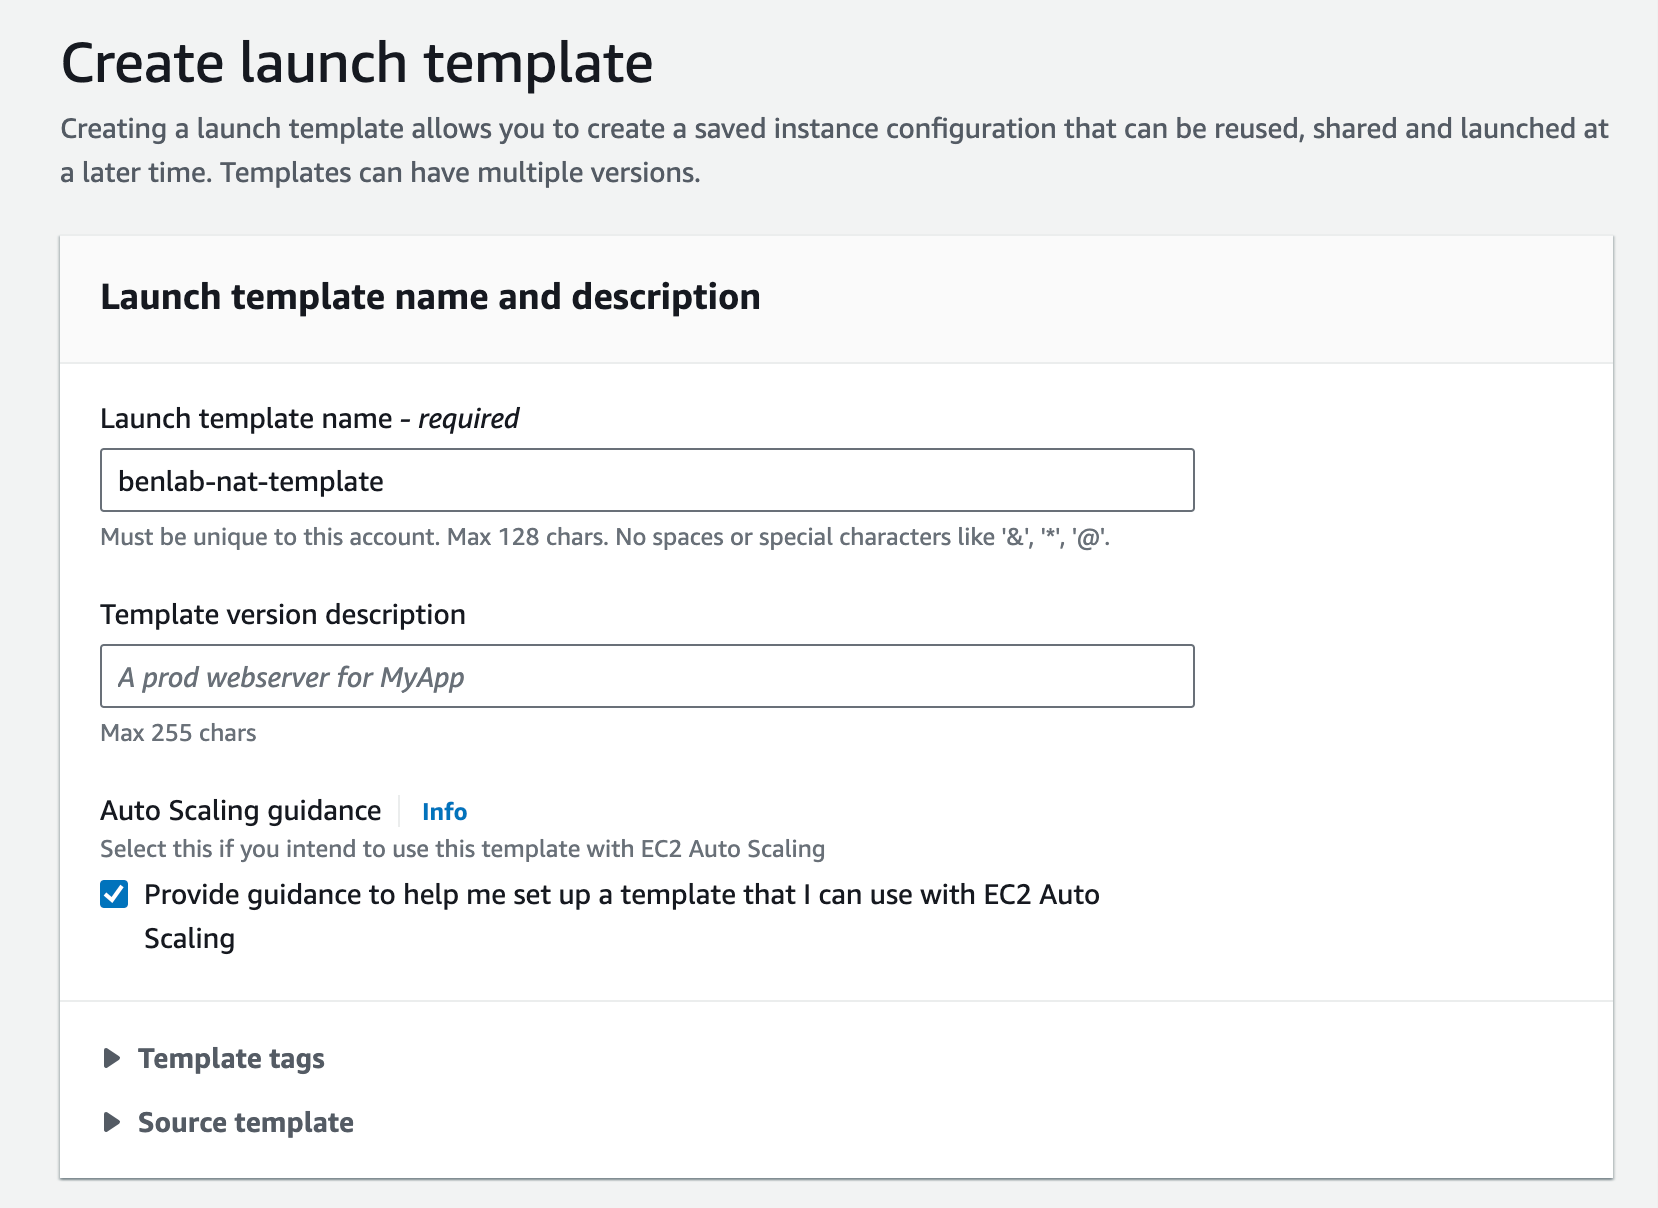 Create launch template
Creating a launch template allows you to create a saved instance configuration that can be reused, shared and launched at
a later time. Templates can have multiple versions.
Launch template name and description
Launch template name - required
benlab-nat-template
Must be unique to this account. Max 128 chars. No spaces or special characters like '&', '*', '@'.
Template version description
A prod webserver for MyApp
Max 255 chars
Auto Scaling guidance Info
Select this if you intend to use this template with EC2 Auto Scaling
Provide guidance to help me set up a template that I can use with EC2 Auto
Scaling
Template tags
Source template